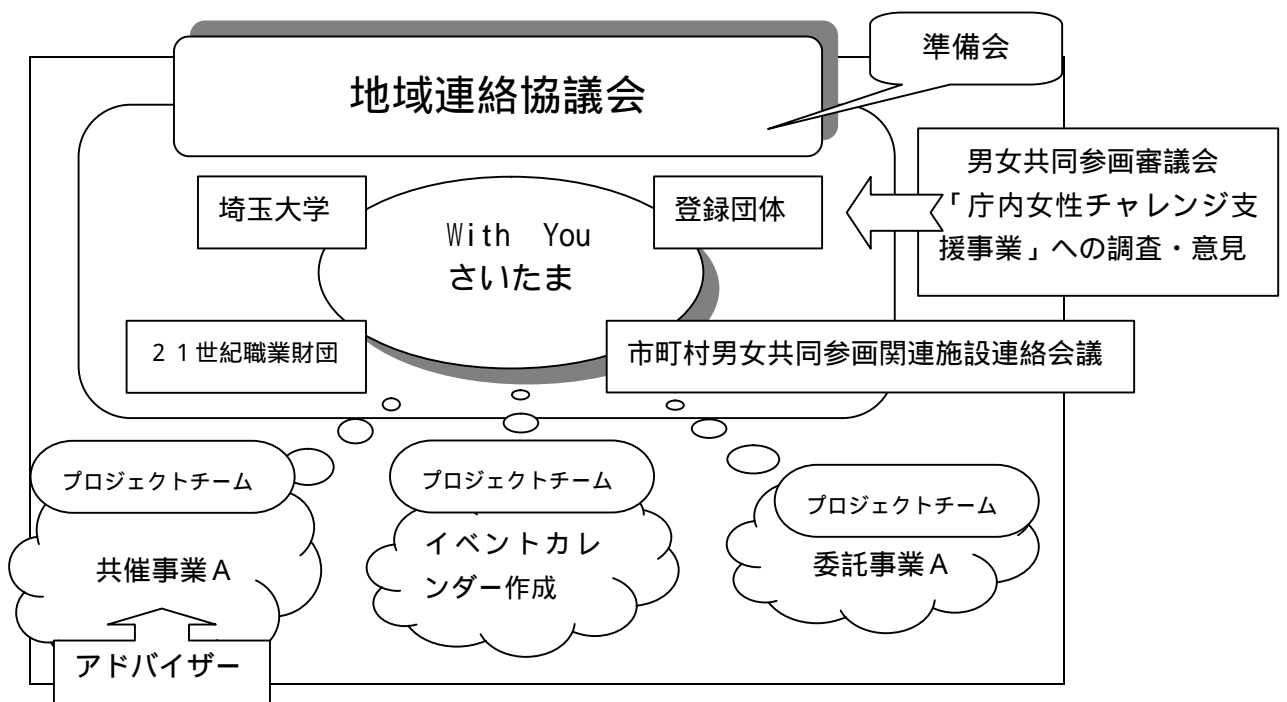 準備会
地域連絡協議会
男女共同参画審議会
「庁内女性チャレンジ支
援事業」への調査・意見
埼玉大学
登録団体
With You
さいたま
２１世紀職業財団
市町村男女共同参画関連施設連絡会議
プロジェクトチーム
共催事業Ａ
プロジェクトチーム
イベントカレ
ンダー作成
プロジェクトチーム
委託事業Ａ
アドバイザー